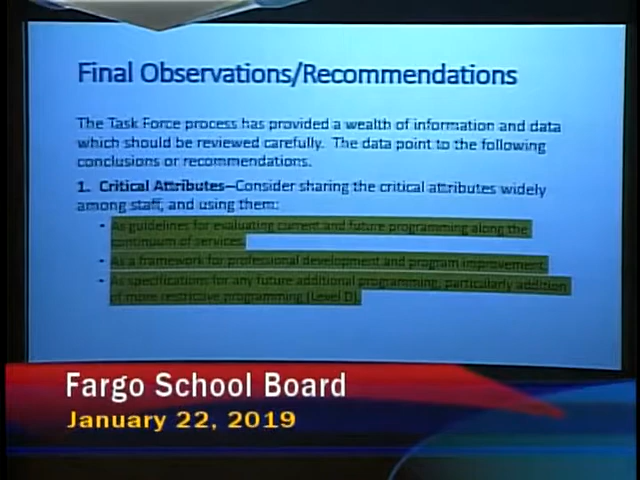 Final Observations/Recommendations
The Task Force process has provided a wealth of information and data
which should be reviewed carefully. The data point to the following
conclusions or recommendations.
1. Critical Attributes—Consider sharing the critical attributes widely
among staff, and using them:
• As guidelines for evaluating current and future programming along the
continuum of services.
• As a framework for professional development and program improvement.
• As specifications for any future additional programming, particularly addition
of more restrictive programming (Level D).
Fargo School Board
January 22, 2019